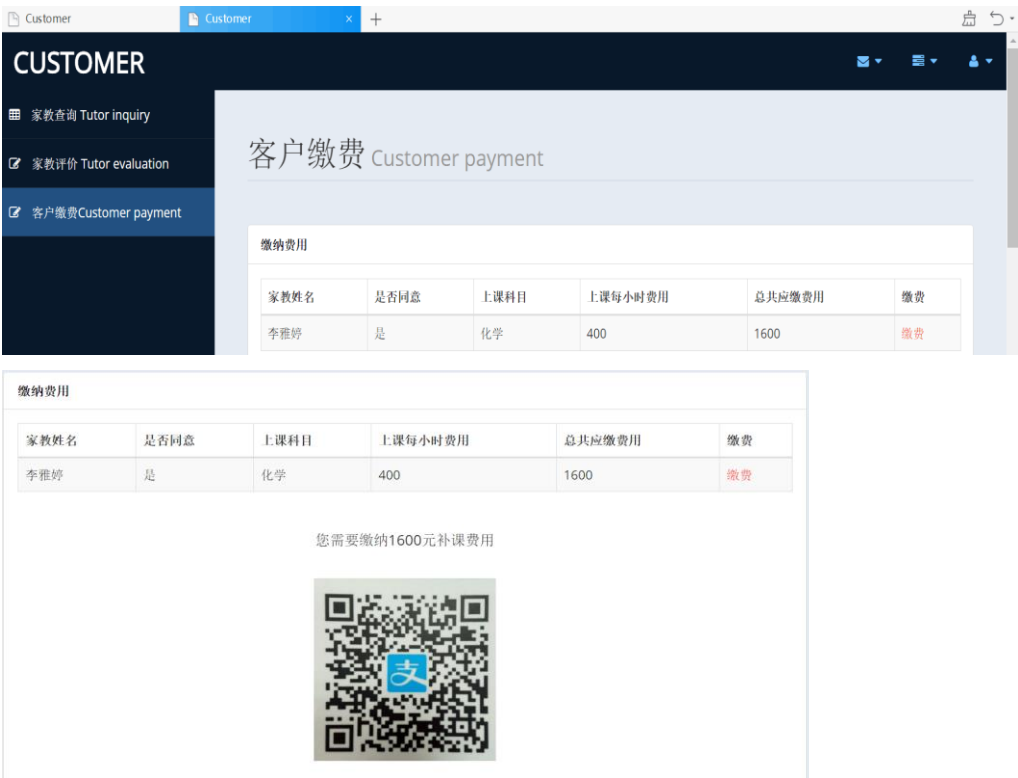 Customer
Customer
CUSTOMER
家教查询 Tutor inquiry
家教评价 Tutor evaluation
客户缴费Customer payment
客户缴费 Customer payment
缴纳费用
家教姓名 是否同意 上课科目 上课每小时费用 总共应缴费用 缴费
李雅婷 是 化学 400 1600 缴费
缴纳费用
家教姓名 是否同意 上课科目 上课每小时费用 总共应缴费用 缴费
李雅婷 是 化学 400 1600 缴费
您需要缴纳1600元补课费用
支